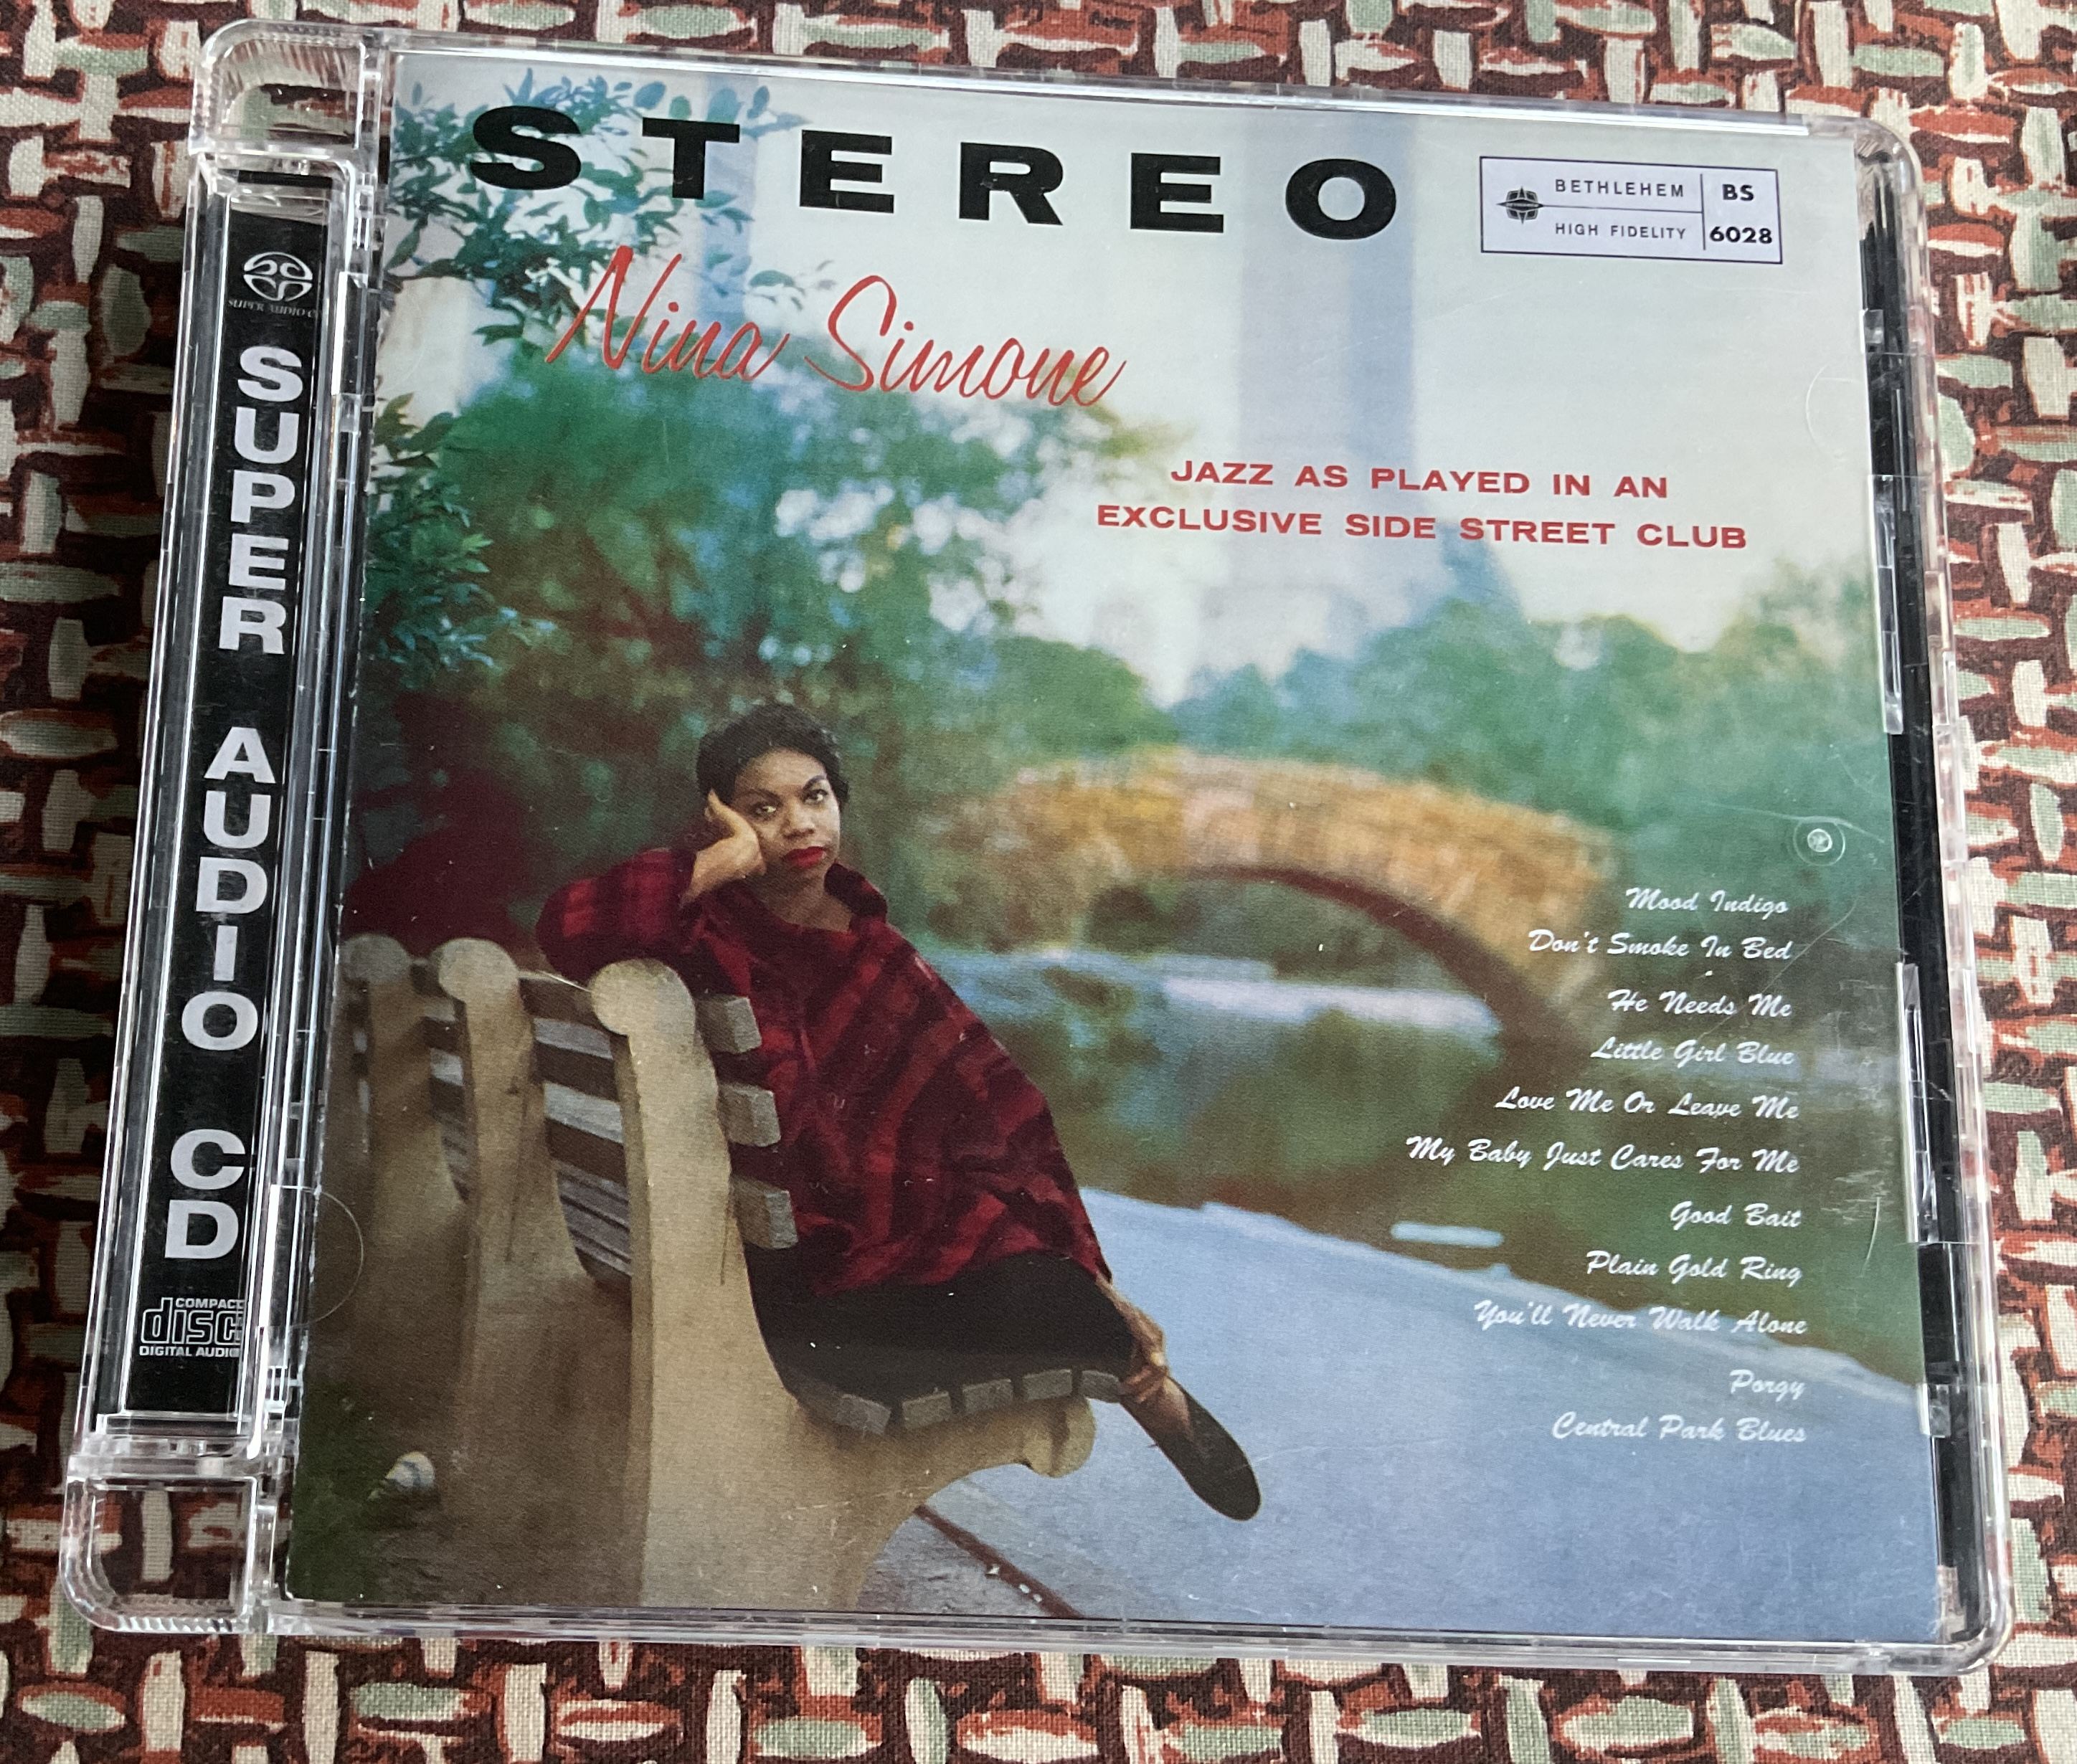 SUPER AUDIO CD
SUPER AUDIO CD
COMPACT
disc
DIGITAL AUDIO
STEREO
BETHLEHEM
HIGH FIDELITY
BS
6028
Nina Simone
JAZZ AS PLAYED IN AN
EXCLUSIVE SIDE STREET CLUB
Mood Indigo
Don't Smoke In Bed
He Needs Me
Little Girl Blue
Love Me Or Leave Me
My Baby Just Cares For Me
Good Bait
Plain Gold Ring
You'll Never Walk Alone
Porgy
Central Park Blues